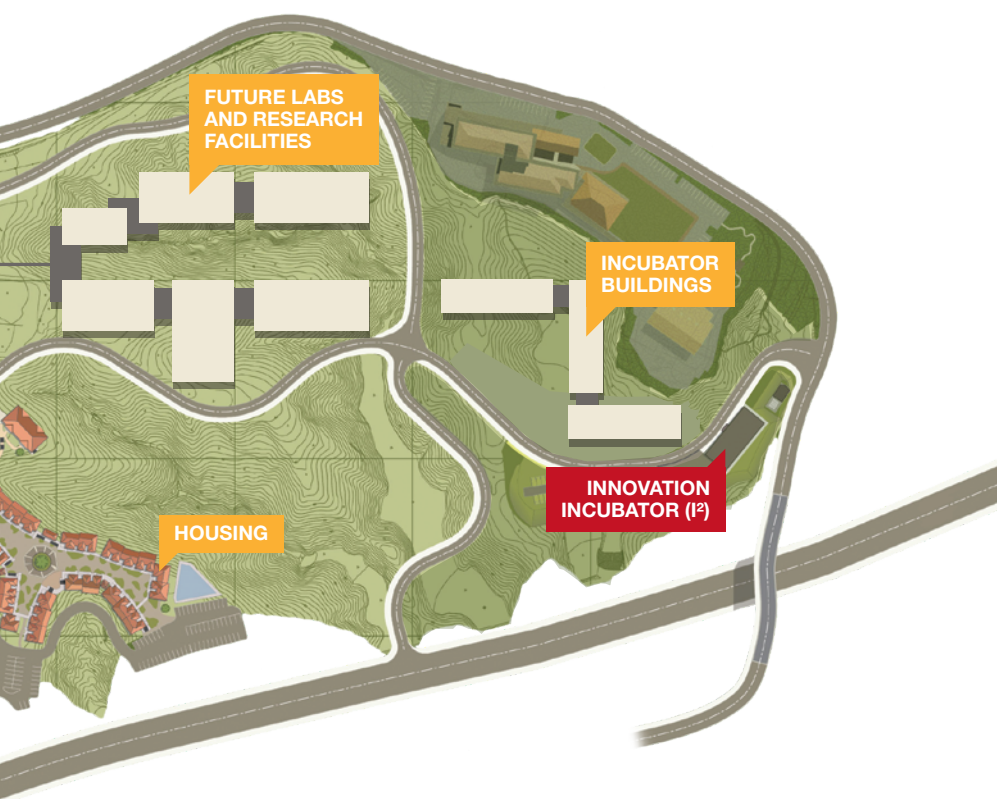 FUTURE LABS
AND RESEARCH
FACILITIES
INCUBATOR
BUILDINGS
INNOVATION
INCUBATOR (I²)
HOUSING